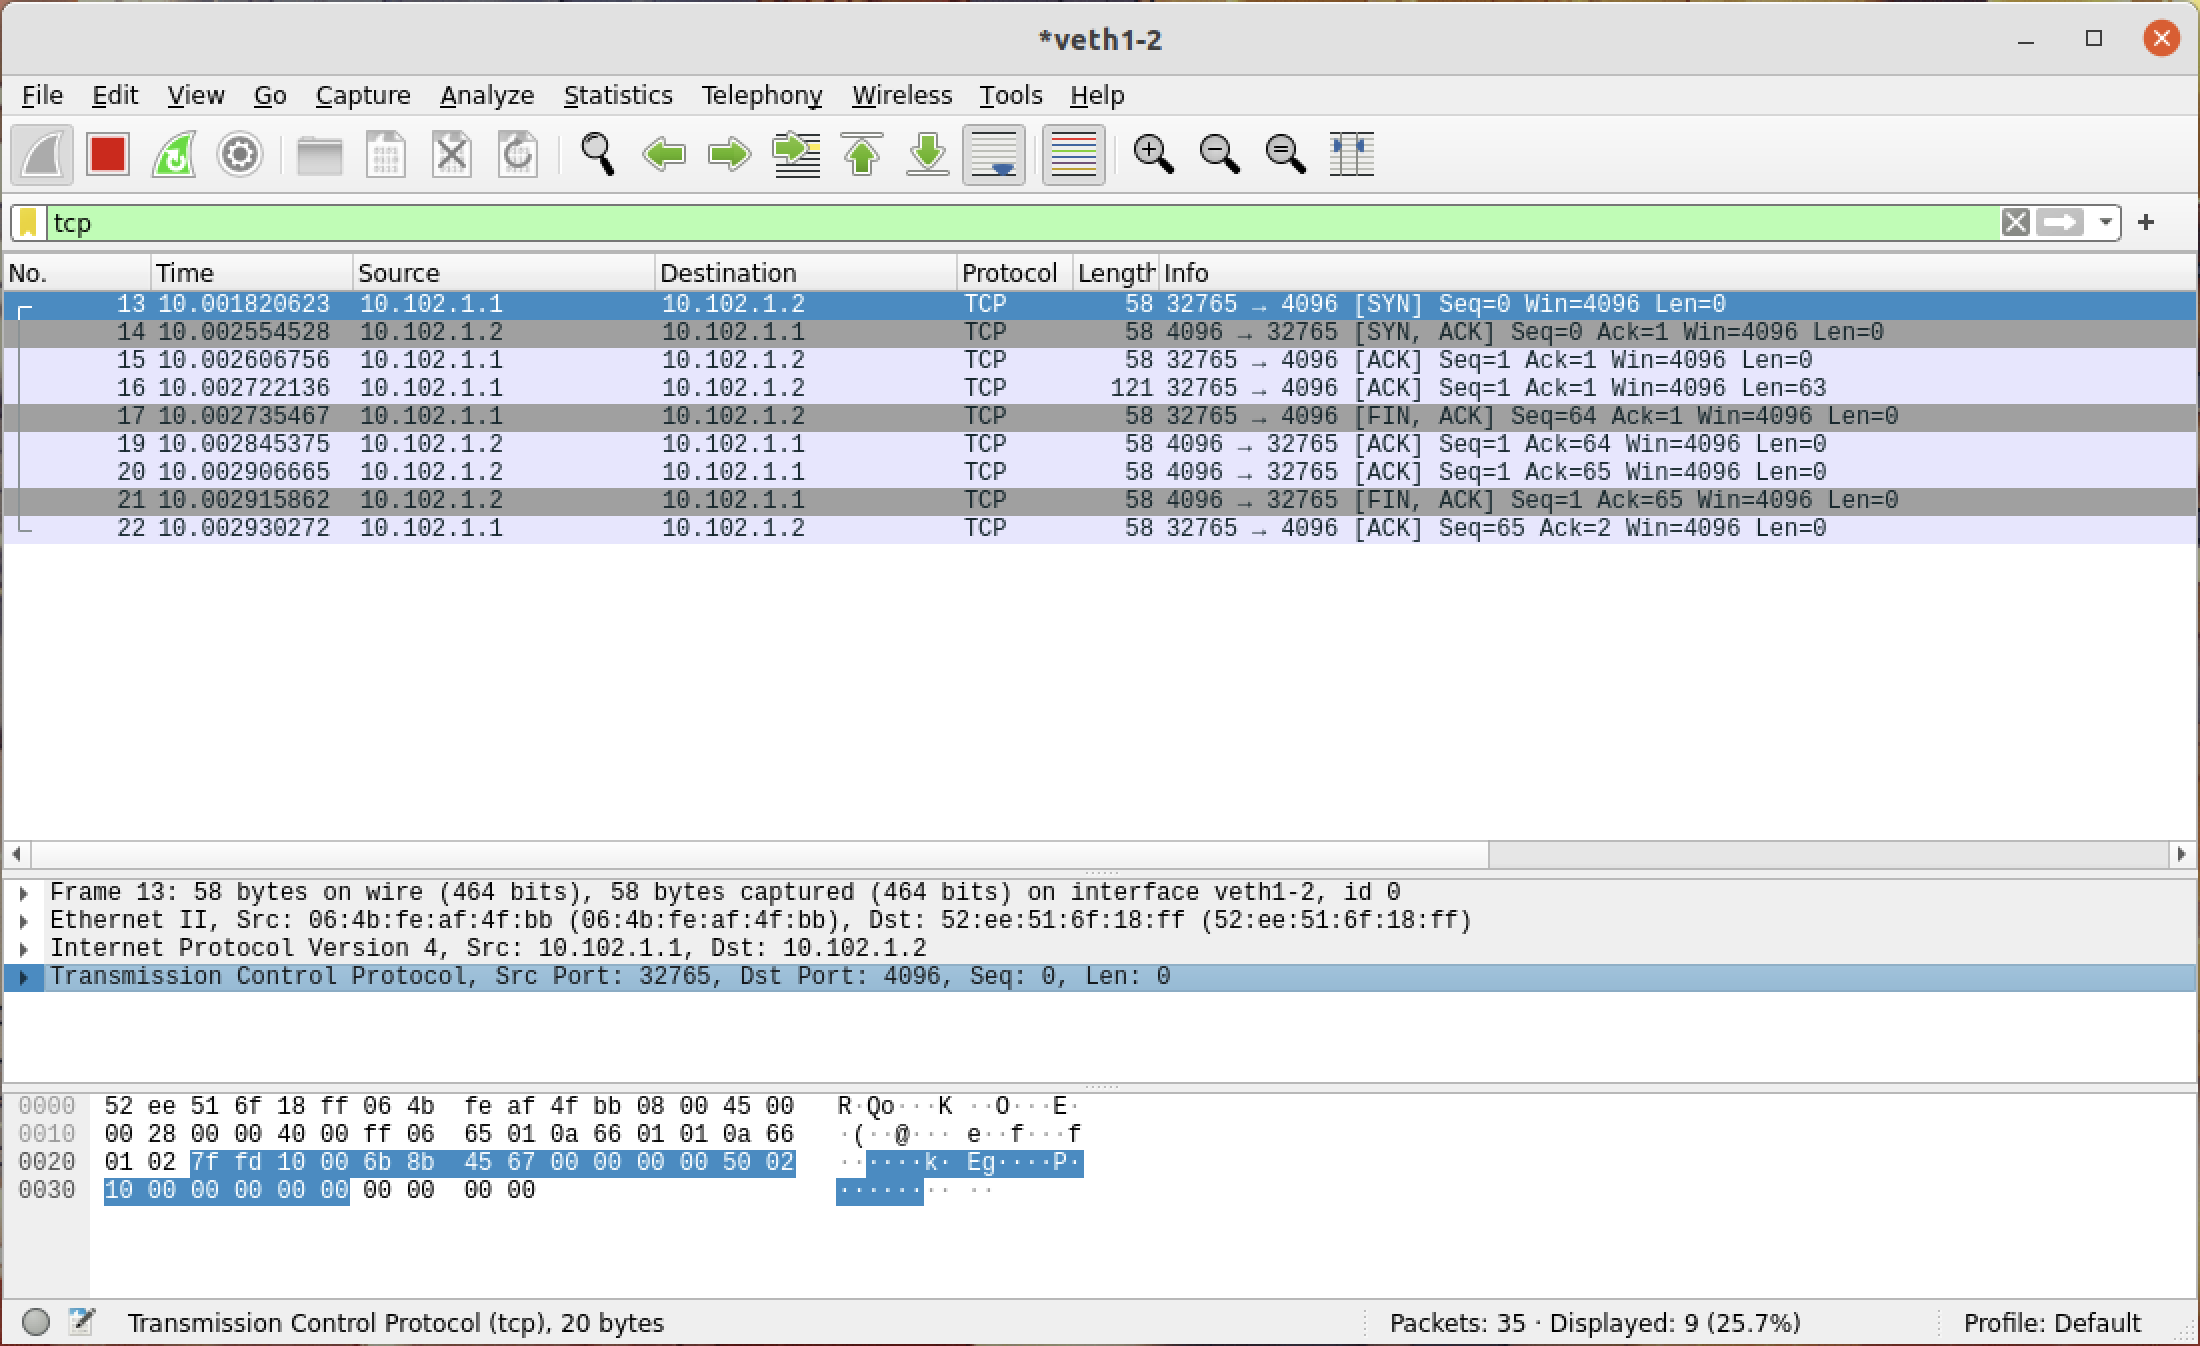 *veth1-2
File Edit View Go Capture Analyze Statistics Telephony Wireless Tools Help
tcp
No. Time Source Destination Protocol Length Info
13 10.001820623 10.102.1.1 10.102.1.2 TCP 58 32765 → 4096 [SYN] Seq=0 Win=4096 Len=0
14 10.002554528 10.102.1.2 10.102.1.1 TCP 58 4096 → 32765 [SYN, ACK] Seq=0 Ack=1 Win=4096 Len=0
15 10.002606756 10.102.1.1 10.102.1.2 TCP 58 32765 → 4096 [ACK] Seq=1 Ack=1 Win=4096 Len=0
16 10.002722136 10.102.1.1 10.102.1.2 TCP 121 32765 → 4096 [ACK] Seq=1 Ack=1 Win=4096 Len=63
17 10.002735467 10.102.1.1 10.102.1.2 TCP 58 32765 → 4096 [FIN, ACK] Seq=64 Ack=1 Win=4096 Len=0
19 10.002845375 10.102.1.2 10.102.1.1 TCP 58 4096 → 32765 [ACK] Seq=1 Ack=64 Win=4096 Len=0
20 10.002906665 10.102.1.2 10.102.1.1 TCP 58 4096 → 32765 [ACK] Seq=1 Ack=65 Win=4096 Len=0
21 10.002915862 10.102.1.2 10.102.1.1 TCP 58 4096 → 32765 [FIN, ACK] Seq=1 Ack=65 Win=4096 Len=0
22 10.002930272 10.102.1.1 10.102.1.2 TCP 58 32765 → 4096 [ACK] Seq=65 Ack=2 Win=4096 Len=0
Frame 13: 58 bytes on wire (464 bits), 58 bytes captured (464 bits) on interface veth1-2, id 0
Ethernet II, Src: 06:4b:fe:af:4f:bb (06:4b:fe:af:4f:bb), Dst: 52:ee:51:6f:18:ff (52:ee:51:6f:18:ff)
Internet Protocol Version 4, Src: 10.102.1.1, Dst: 10.102.1.2
Transmission Control Protocol, Src Port: 32765, Dst Port: 4096, Seq: 0, Len: 0
0000 52 ee 51 6f 18 ff 06 4b fe af 4f bb 08 00 45 00 R·Qo···K ··O···E·
0010 00 28 00 00 40 00 ff 06 65 01 0a 66 01 01 0a 66 ·(··@··· e··f···f
0020 01 02 7f fd 10 00 6b 8b 45 67 00 00 00 00 50 02 ······k· Eg····P·
0030 10 00 00 00 00 00 00 00 00 00 ········ ··
Transmission Control Protocol (tcp), 20 bytes
Packets: 35 · Displayed: 9 (25.7%)
Profile: Default